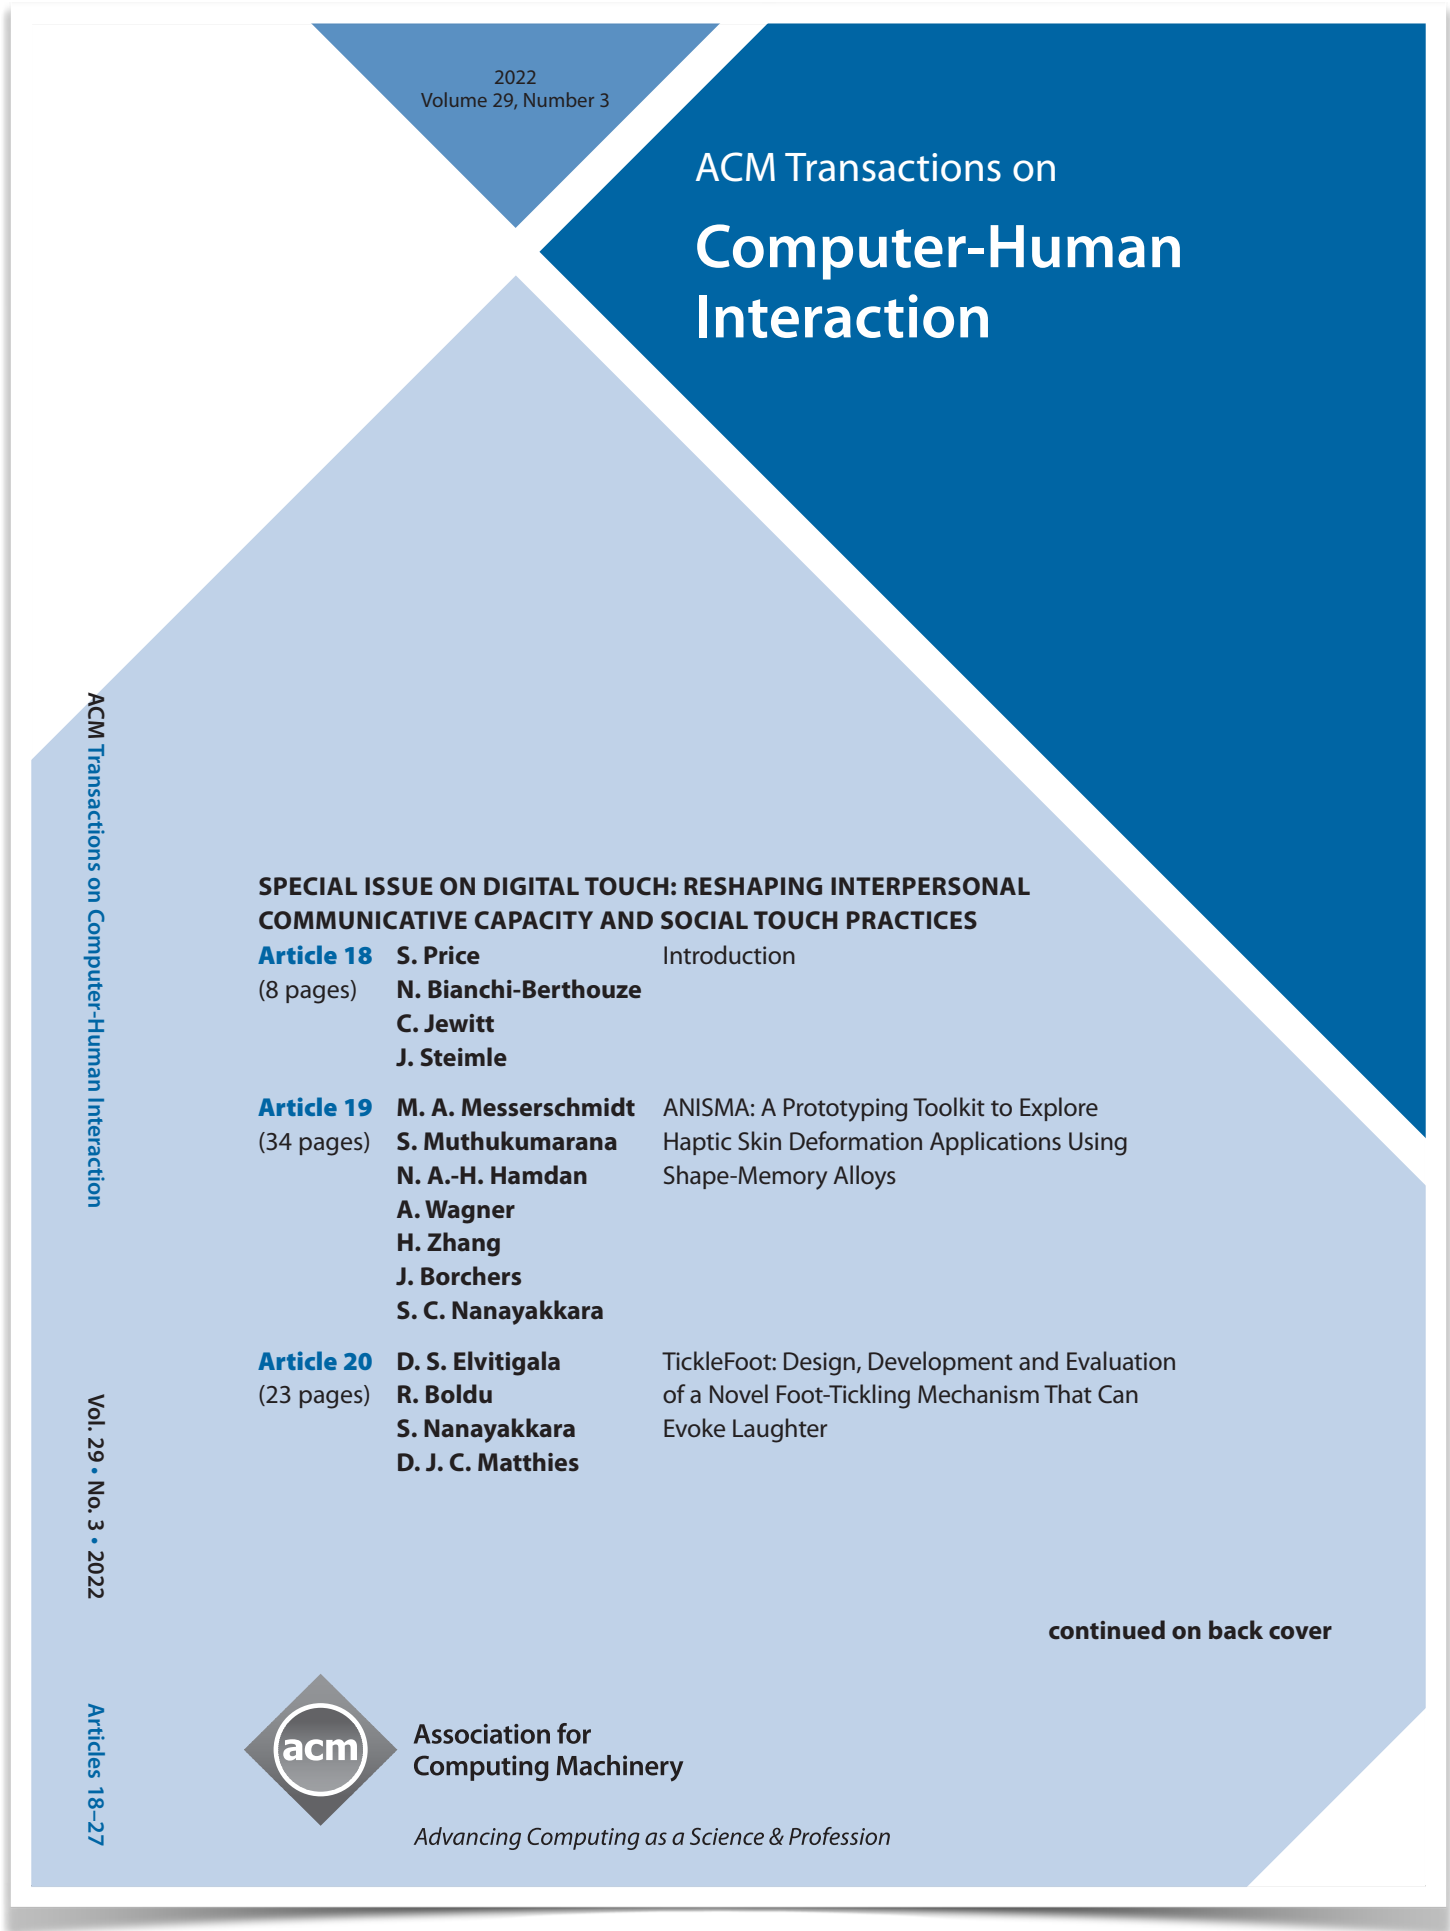 2022
Volume 29, Number 3
ACM Transactions on
Computer-Human
Interaction
ACM Transactions on Computer-Human Interaction
Vol. 29 • No. 3 • 2022
Articles 18–27
SPECIAL ISSUE ON DIGITAL TOUCH: RESHAPING INTERPERSONAL
COMMUNICATIVE CAPACITY AND SOCIAL TOUCH PRACTICES
Article 18 S. Price Introduction
(8 pages) N. Bianchi-Berthouze
C. Jewitt
J. Steimle
Article 19 M. A. Messerschmidt ANISMA: A Prototyping Toolkit to Explore
(34 pages) S. Muthukumarana Haptic Skin Deformation Applications Using
N. A.-H. Hamdan Shape-Memory Alloys
A. Wagner
H. Zhang
J. Borchers
S. C. Nanayakkara
Article 20 D. S. Elvitigala TickleFoot: Design, Development and Evaluation
(23 pages) R. Boldu of a Novel Foot-Tickling Mechanism That Can
S. Nanayakkara Evoke Laughter
D. J. C. Matthies
continued on back cover
acm
Association for
Computing Machinery
Advancing Computing as a Science & Profession